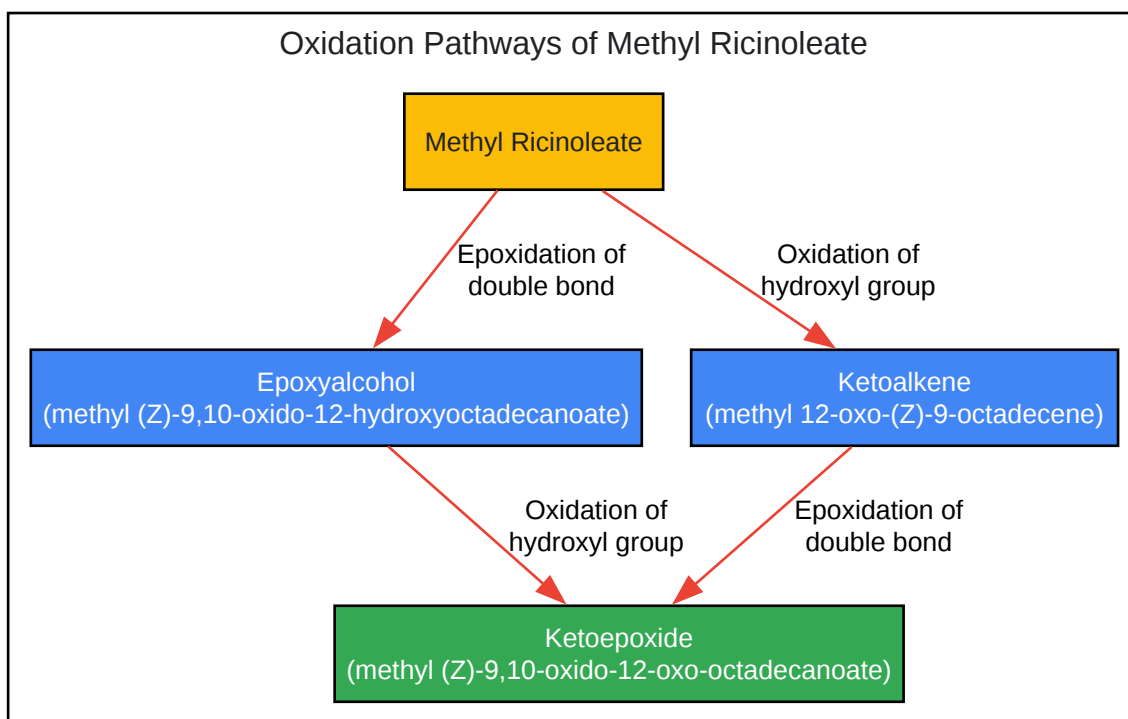 Oxidation Pathways of Methyl Ricinoleate
Methyl Ricinoleate
Epoxidation of
double bond
Oxidation of
hydroxyl group
Epoxyalcohol
(methyl (Z)-9,10-oxido-12-hydroxyoctadecanoate)
Ketoalkene
(methyl 12-oxo-(Z)-9-octadecene)
Oxidation of
hydroxyl group
Epoxidation of
double bond
Ketoepoxide
(methyl (Z)-9,10-oxido-12-oxo-octadecanoate)